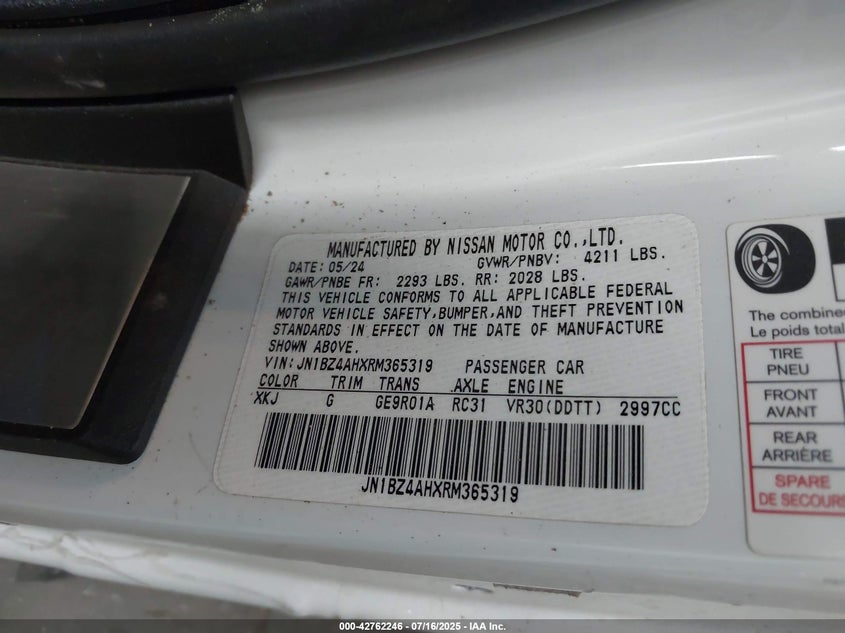 MANUFACTURED BY NISSAN MOTOR CO.,LTD.
DATE: 05/24 GVWR/PNBV: 4211 LBS.
GAWR/PNBE FR: 2293 LBS. RR: 2028 LBS.
THIS VEHICLE CONFORMS TO ALL APPLICABLE FEDERAL
MOTOR VEHICLE SAFETY,BUMPER,AND THEFT PREVENTION
STANDARDS IN EFFECT ON THE DATE OF MANUFACTURE
SHOWN ABOVE.
VIN:JN1BZ4AHXRM365319 PASSENGER CAR
COLOR TRIM TRANS AXLE ENGINE
XKJ G GE9R01A RC31 VR30(DDTT) 2997CC
JN1BZ4AHXRM365319
The combined
Le poids total
TIRE
PNEU
FRONT
AVANT
REAR
ARRIÈRE
SPARE
DE SECOURS
000-42762246 - 07/16/2025 - IAA Inc.